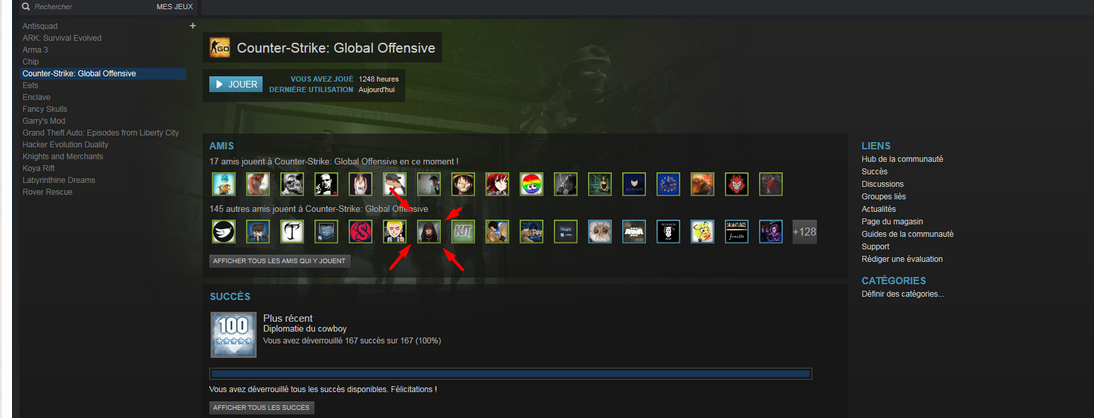 Rechercher MES JEUX
Antisquad
ARK: Survival Evolved
Arma 3
Chip
Counter-Strike: Global Offensive
Eets
Enclave
Fancy Skulls
Garry's Mod
Grand Theft Auto: Episodes from Liberty City
Hacker Evolution Duality
Knights and Merchants
Koya Rift
Labyrinthine Dreams
Rover Rescue
GO Counter-Strike: Global Offensive
JOUER
VOUS AVEZ JOUÉ 1248 heures
DERNIÈRE UTILISATION Aujourd'hui
AMIS
17 amis jouent à Counter-Strike: Global Offensive en ce moment !
145 autres amis jouent à Counter-Strike: Global Offensive
+128
AFFICHER TOUS LES AMIS QUI Y JOUENT
SUCCÈS
100
Plus récent
Diplomatie du cowboy
Vous avez déverrouillé 167 succès sur 167 (100%)
Vous avez déverrouillé tous les succès disponibles. Félicitations !
AFFICHER TOUS LES SUCCÈS
LIENS
Hub de la communauté
Succès
Discussions
Groupes liés
Actualités
Page du magasin
Guides de la communauté
Support
Rédiger une évaluation
CATÉGORIES
Définir des catégories...